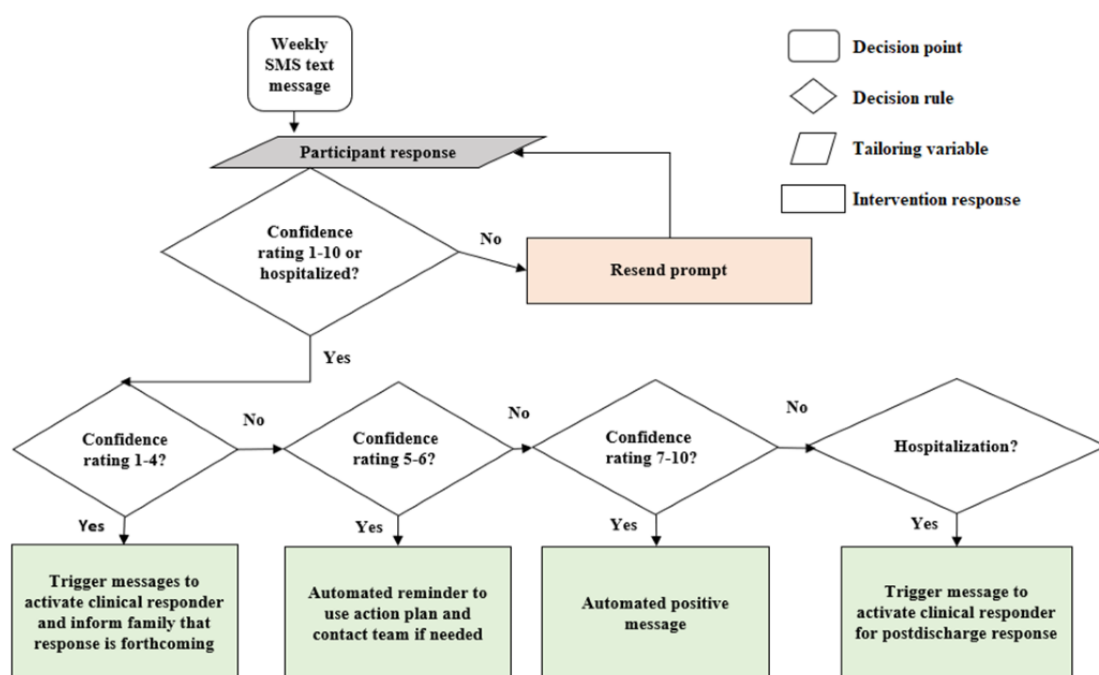 Weekly
SMS text
message
Decision point
Decision rule
Tailoring variable
Intervention response
Participant response
Confidence
rating 1-10 or
hospitalized?
No
Resend prompt
Yes
Confidence
rating 1-4?
No
Confidence
rating 5-6?
No
Confidence
rating 7-10?
No
Hospitalization?
Yes
Yes
Yes
Yes
Trigger messages to
activate clinical responder
and inform family that
response is forthcoming
Automated reminder to
use action plan and
contact team if needed
Automated positive
message
Trigger message to
activate clinical responder
for postdischarge response